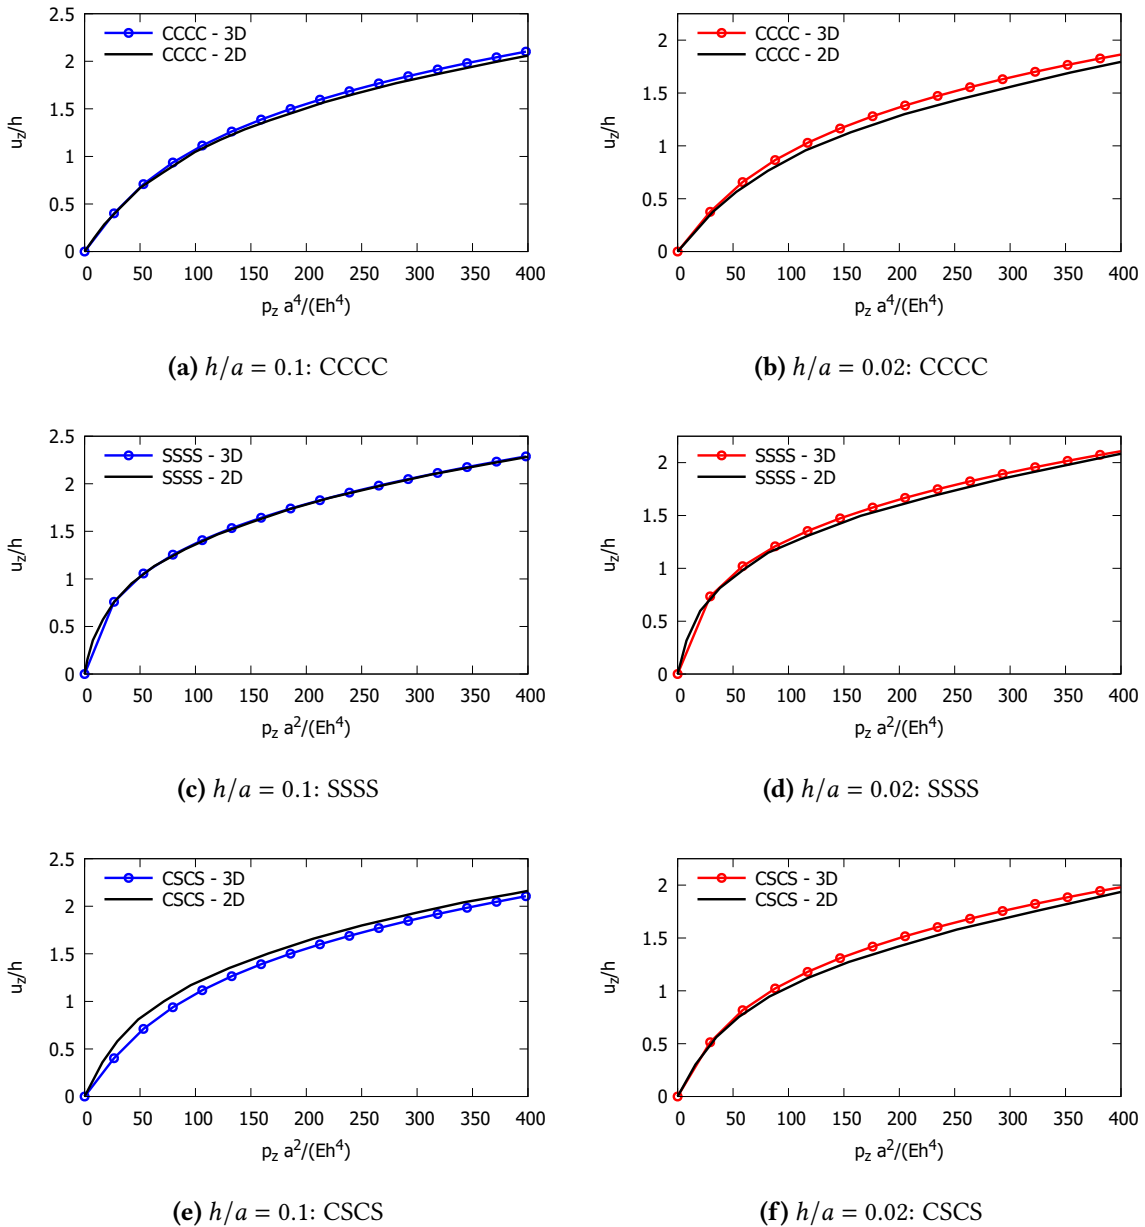 2.5
2
1.5
1
0.5
0
u_z/h
CCCC - 3D
CCCC - 2D
0 50 100 150 200 250 300 350 400
p_z a^4/(Eh^4)
(a) h/a = 0.1: CCCC
2
1.5
1
0.5
0
u_z/h
CCCC - 3D
CCCC - 2D
0 50 100 150 200 250 300 350 400
p_z a^4/(Eh^4)
(b) h/a = 0.02: CCCC
2.5
2
1.5
1
0.5
0
u_z/h
SSSS - 3D
SSSS - 2D
0 50 100 150 200 250 300 350 400
p_z a^2/(Eh^4)
(c) h/a = 0.1: SSSS
2
1.5
1
0.5
0
u_z/h
SSSS - 3D
SSSS - 2D
0 50 100 150 200 250 300 350 400
p_z a^2/(Eh^4)
(d) h/a = 0.02: SSSS
2.5
2
1.5
1
0.5
0
u_z/h
CSCS - 3D
CSCS - 2D
0 50 100 150 200 250 300 350 400
p_z a^2/(Eh^4)
(e) h/a = 0.1: CSCS
2
1.5
1
0.5
0
u_z/h
CSCS - 3D
CSCS - 2D
0 50 100 150 200 250 300 350 400
p_z a^2/(Eh^4)
(f) h/a = 0.02: CSCS